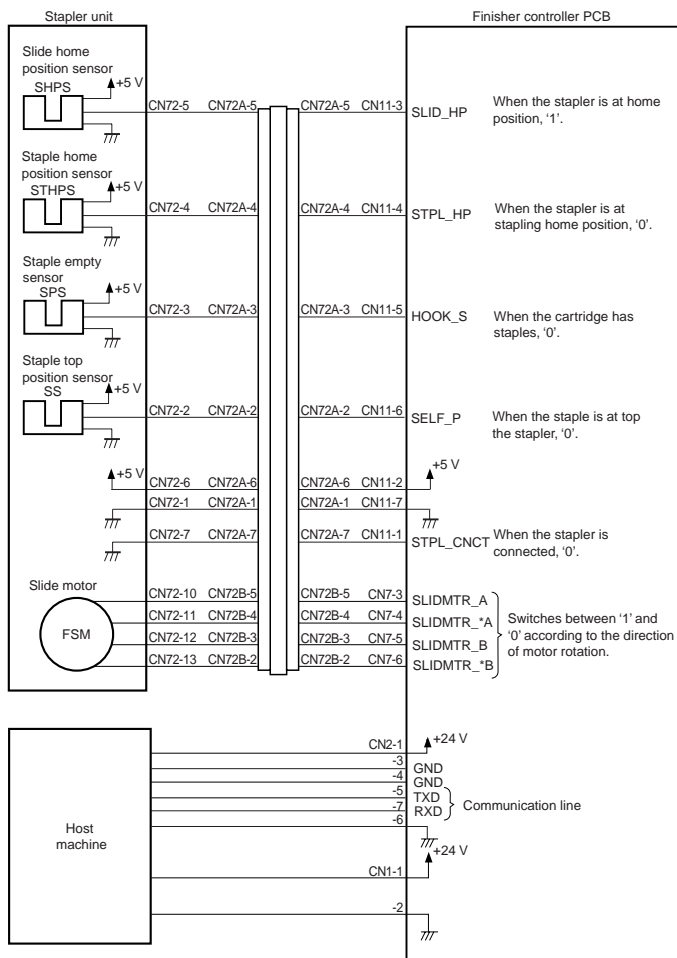 Stapler unit
Finisher controller PCB
Slide home
position sensor
SHPS
+5 V
CN72-5 CN72A-5 CN72A-5 CN11-3
SLID_HP
When the stapler is at home
position, ‘1’.
Staple home
position sensor
STHPS
+5 V
CN72-4 CN72A-4 CN72A-4 CN11-4
STPL_HP
When the stapler is at
stapling home position, ‘0’.
Staple empty
sensor
SPS
+5 V
CN72-3 CN72A-3 CN72A-3 CN11-5
HOOK_S
When the cartridge has
staples, ‘0’.
Staple top
position sensor
SS
+5 V
CN72-2 CN72A-2 CN72A-2 CN11-6
SELF_P
When the staple is at top
the stapler, ‘0’.
+5 V
CN72-6 CN72A-6 CN72A-6 CN11-2
+5 V
CN72-1 CN72A-1 CN72A-1 CN11-7
CN72-7 CN72A-7 CN72A-7 CN11-1
STPL_CNCT
When the stapler is
connected, ‘0’.
Slide motor
FSM
CN72-10 CN72B-5 CN72B-5 CN7-3
SLIDMTR_A
CN72-11 CN72B-4 CN72B-4 CN7-4
SLIDMTR_*A
CN72-12 CN72B-3 CN72B-3 CN7-5
SLIDMTR_B
CN72-13 CN72B-2 CN72B-2 CN7-6
SLIDMTR_*B
Switches between ‘1’ and
‘0’ according to the direction
of motor rotation.
Host
machine
CN2-1
+24 V
-3
GND
-4
GND
-5
TXD
-7
RXD
Communication line
-6
+24 V
CN1-1
-2